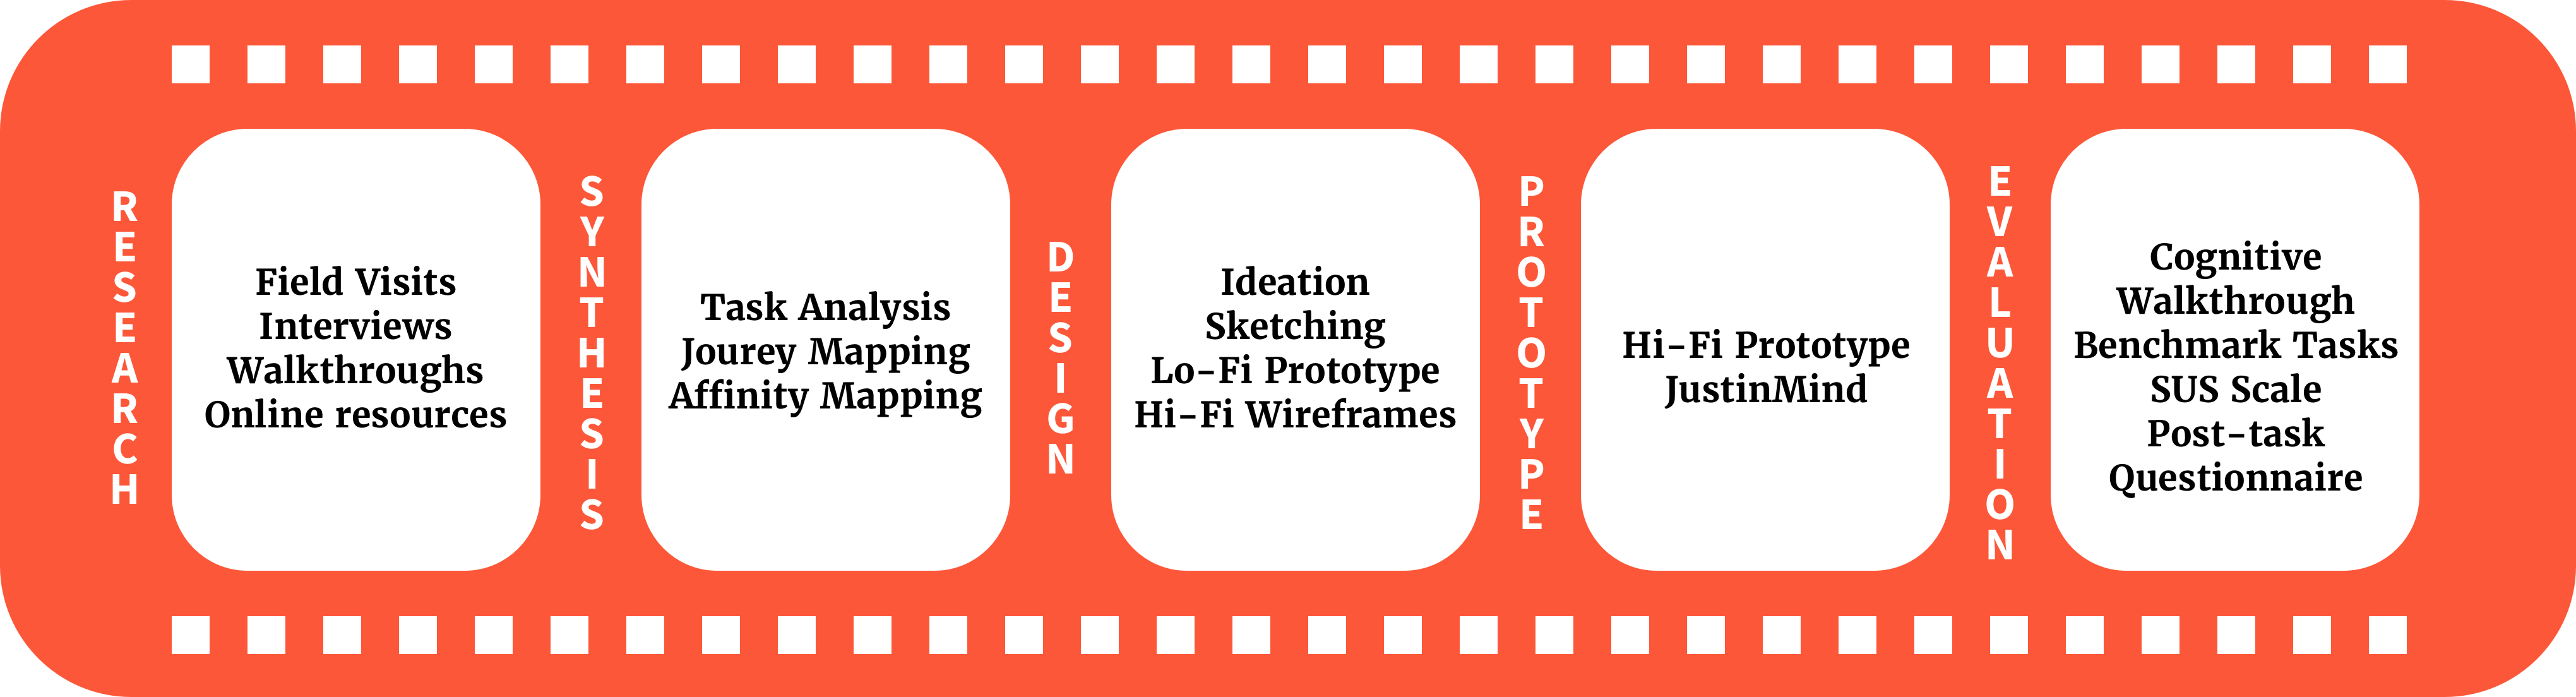 RESEARCH
Field Visits
Interviews
Walkthroughs
Online resources
SYNTHESIS
Task Analysis
Jourey Mapping
Affinity Mapping
DESIGN
Ideation
Sketching
Lo-Fi Prototype
Hi-Fi Wireframes
PROTOTYPE
Hi-Fi Prototype
JustinMind
EVALUATION
Cognitive
Walkthrough
Benchmark Tasks
SUS Scale
Post-task
Questionnaire